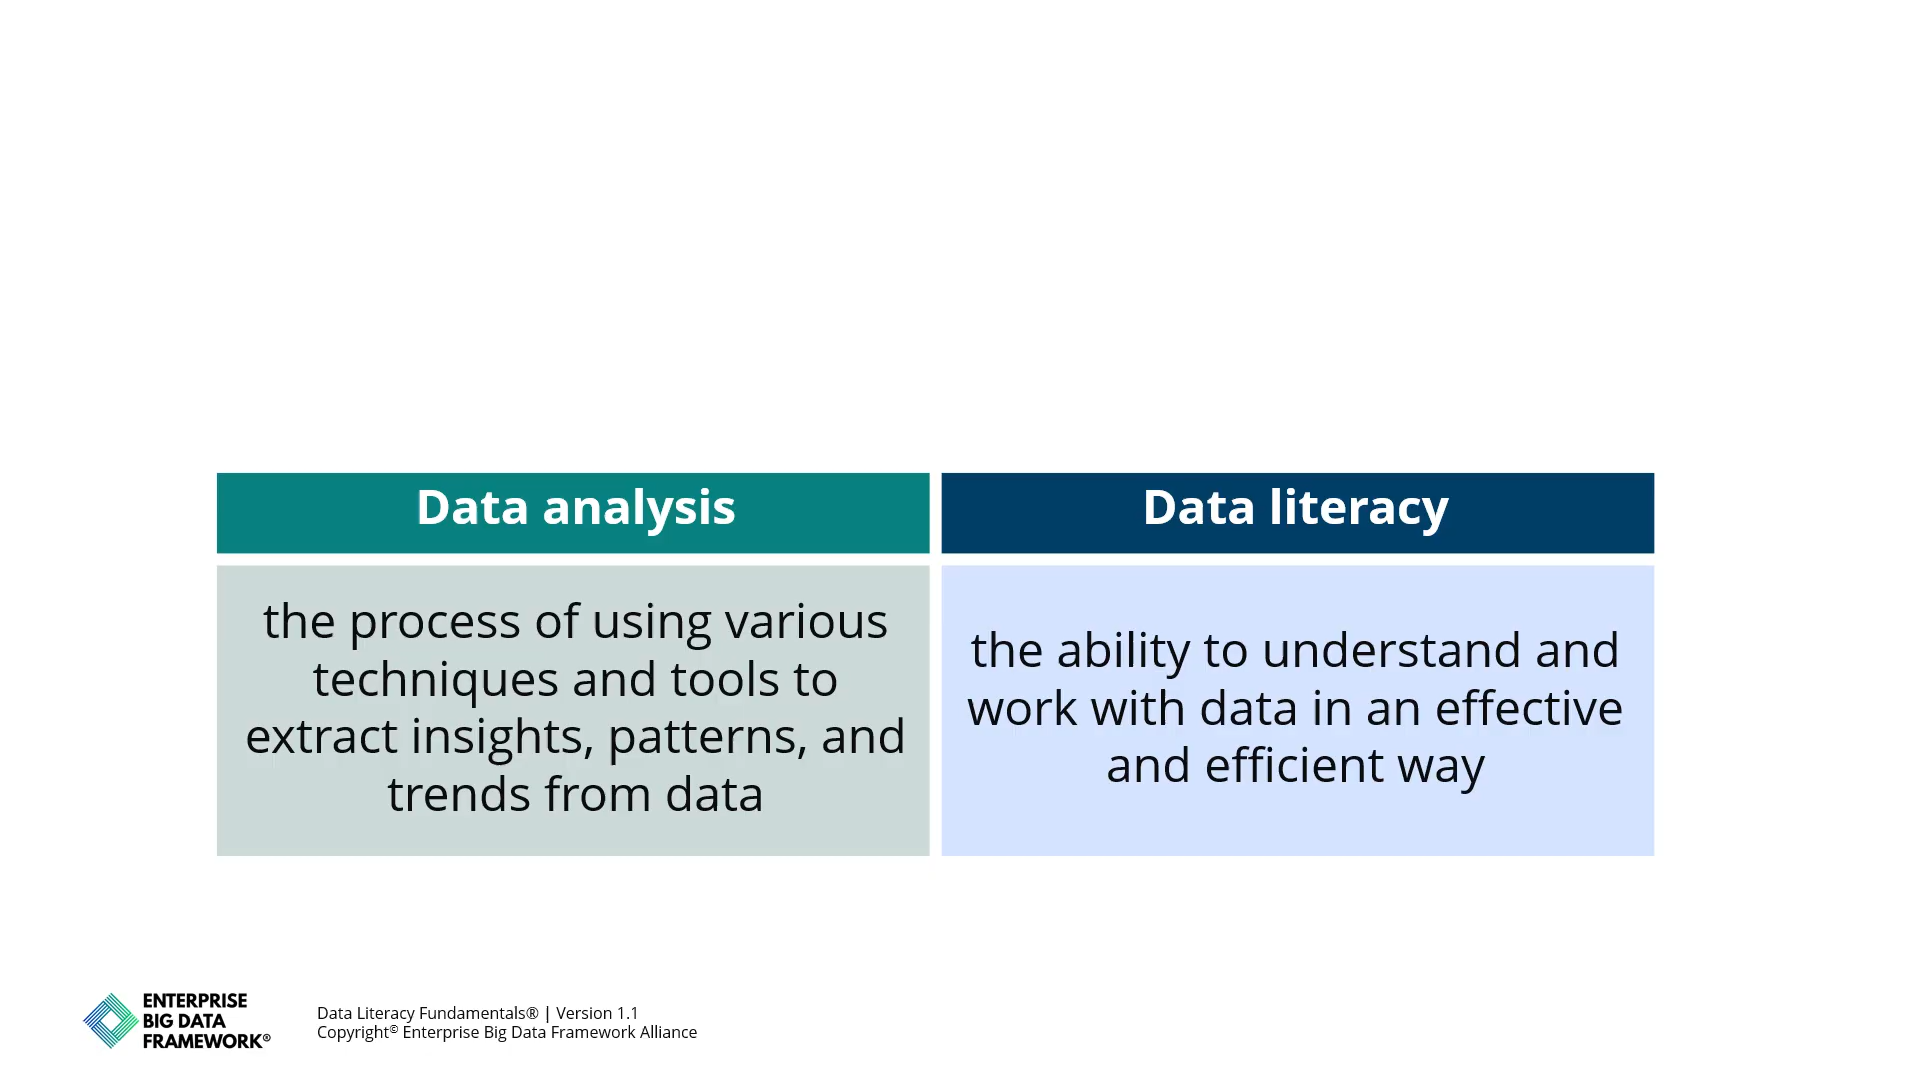 Data analysis
the process of using various
techniques and tools to
extract insights, patterns, and
trends from data
Data literacy
the ability to understand and
work with data in an effective
and efficient way
ENTERPRISE
BIG DATA
FRAMEWORK®
Data Literacy Fundamentals® | Version 1.1
Copyright© Enterprise Big Data Framework Alliance